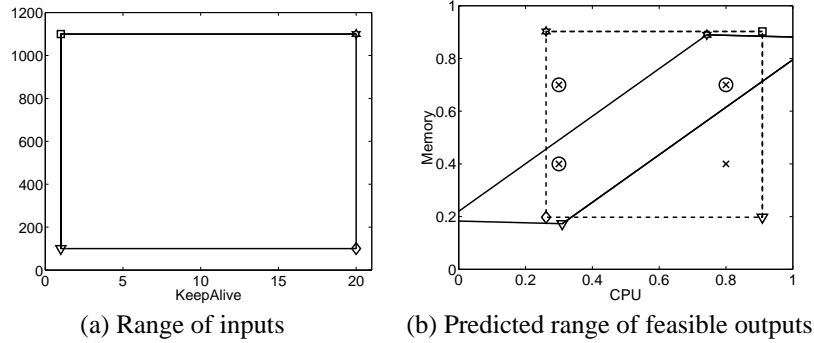 1200
1000
800
600
400
200
0
0 5 10 15 20
KeepAlive
(a) Range of inputs
1
0.8
0.6
0.4
0.2
0
Memory
0 0.2 0.4 0.6 0.8 1
CPU
(b) Predicted range of feasible outputs